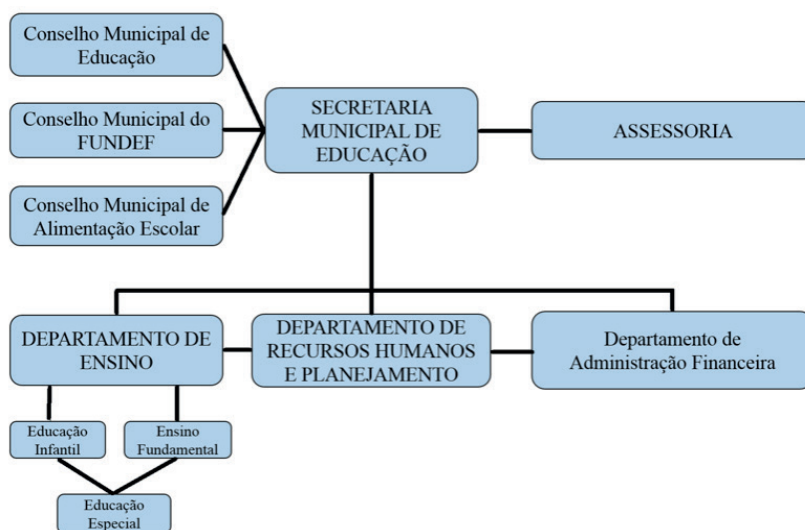 Conselho Municipal de
Educação
Conselho Municipal do
FUNDEF
Conselho Municipal de
Alimentação Escolar
SECRETARIA
MUNICIPAL DE
EDUCAÇÃO
ASSESSORIA
DEPARTAMENTO DE
ENSINO
DEPARTAMENTO DE
RECURSOS HUMANOS
E PLANEJAMENTO
Departamento de
Administração Financeira
Educação
Infantil
Ensino
Fundamental
Educação
Especial